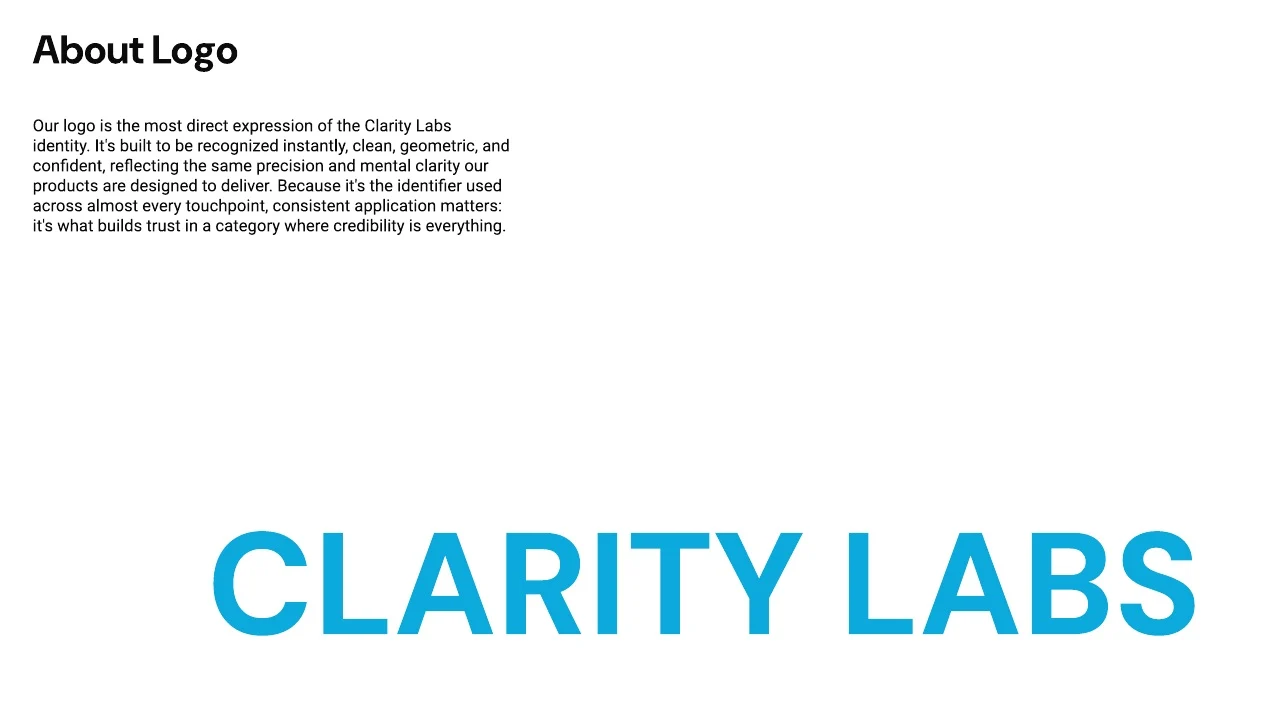 About Logo
Our logo is the most direct expression of the Clarity Labs
identity. It's built to be recognized instantly, clean, geometric, and
confident, reflecting the same precision and mental clarity our
products are designed to deliver. Because it's the identifier used
across almost every touchpoint, consistent application matters:
it's what builds trust in a category where credibility is everything.
CLARITY LABS